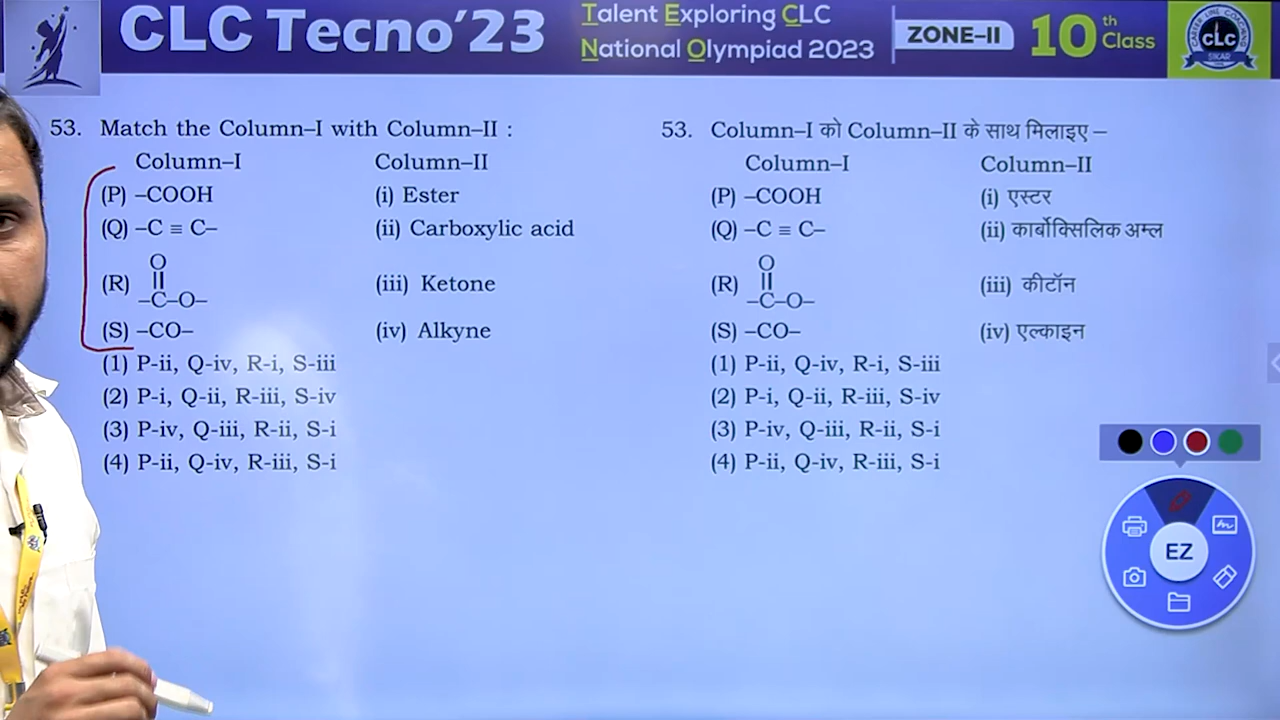 CLC Tecno'23
Talent Exploring CLC
National Olympiad 2023
ZONE–II
10th Class
CAREER LINE COACHING
CLC
SIKAR
53. Match the Column–I with Column–II :
Column–I Column–II
(P) –COOH (i) Ester
(Q) –C ≡ C– (ii) Carboxylic acid
O
||
(R) –C–O– (iii) Ketone
(S) –CO– (iv) Alkyne
(1) P-ii, Q-iv, R-i, S-iii
(2) P-i, Q-ii, R-iii, S-iv
(3) P-iv, Q-iii, R-ii, S-i
(4) P-ii, Q-iv, R-iii, S-i
53. Column–I को Column–II के साथ मिलाइए –
Column–I Column–II
(P) –COOH (i) एस्टर
(Q) –C ≡ C– (ii) कार्बोक्सिलिक अम्ल
O
||
(R) –C–O– (iii) कीटॉन
(S) –CO– (iv) एल्काइन
(1) P-ii, Q-iv, R-i, S-iii
(2) P-i, Q-ii, R-iii, S-iv
(3) P-iv, Q-iii, R-ii, S-i
(4) P-ii, Q-iv, R-iii, S-i
EZ